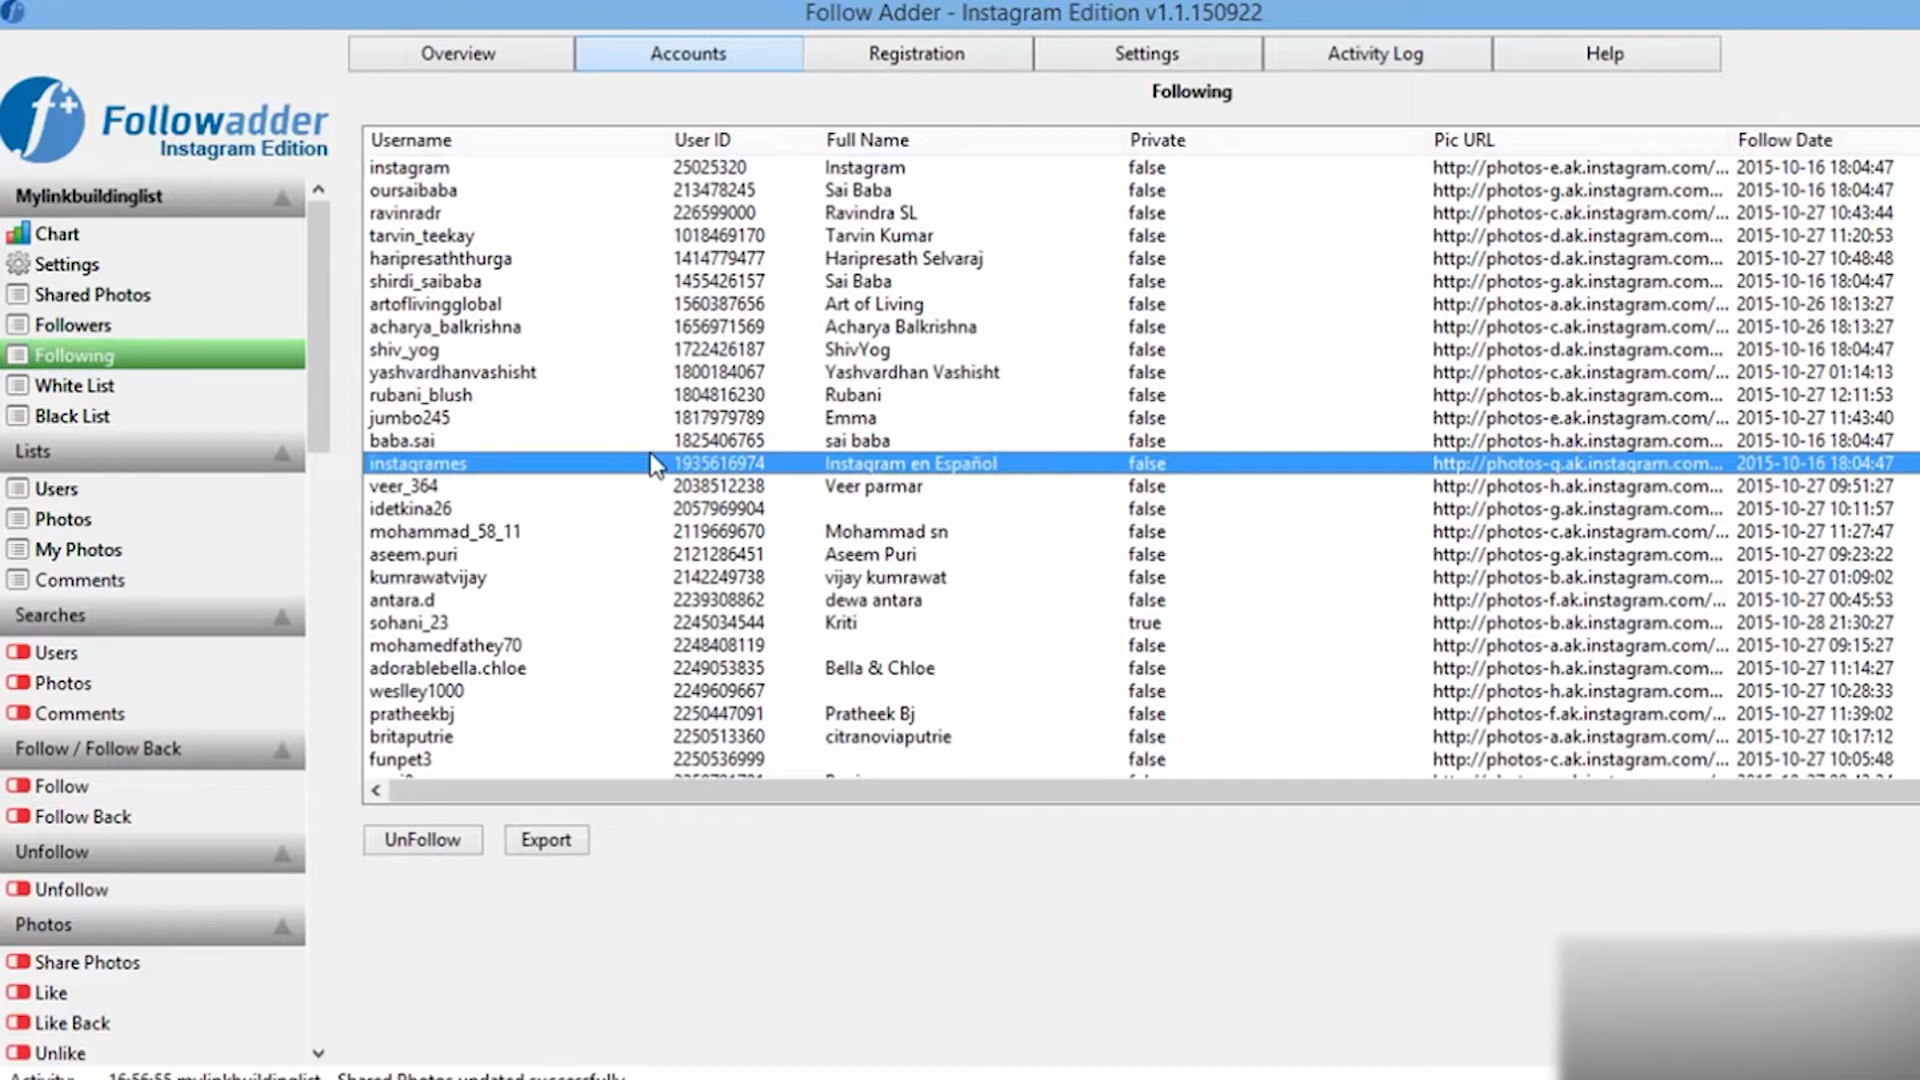 Follow Adder - Instagram Edition v1.1.150922
Overview Accounts Registration Settings Activity Log Help
Following
Followadder
Instagram Edition
Mylinkbuildinglist
Chart
Settings
Shared Photos
Followers
Following
White List
Black List
Lists
Users
Photos
My Photos
Comments
Searches
Users
Photos
Comments
Follow / Follow Back
Follow
Follow Back
Unfollow
Unfollow
Photos
Share Photos
Like
Like Back
Unlike
Username User ID Full Name Private Pic URL Follow Date
instagram 25025320 Instagram false http://photos-e.ak.instagram.com/... 2015-10-16 18:04:47
oursaibaba 213478245 Sai Baba false http://photos-g.ak.instagram.com... 2015-10-16 18:04:47
ravinradr 226599000 Ravindra SL false http://photos-c.ak.instagram.com... 2015-10-27 10:43:44
tarvin_teekay 1018469170 Tarvin Kumar false http://photos-d.ak.instagram.com... 2015-10-27 11:20:53
haripresaththurga 1414779477 Haripresath Selvaraj false http://photos-d.ak.instagram.com... 2015-10-27 10:48:48
shirdi_saibaba 1455426157 Sai Baba false http://photos-g.ak.instagram.com... 2015-10-16 18:04:47
artoflivingglobal 1560387656 Art of Living false http://photos-a.ak.instagram.com... 2015-10-26 18:13:27
acharya_balkrishna 1656971569 Acharya Balkrishna false http://photos-c.ak.instagram.com... 2015-10-26 18:13:27
shiv_yog 1722426187 ShivYog false http://photos-d.ak.instagram.com... 2015-10-16 18:04:47
yashvardhanvashisht 1800184067 Yashvardhan Vashisht false http://photos-c.ak.instagram.com... 2015-10-27 01:14:13
rubani_blush 1804816230 Rubani false http://photos-b.ak.instagram.com... 2015-10-27 12:11:53
jumbo245 1817979789 Emma false http://photos-e.ak.instagram.com... 2015-10-27 11:43:40
baba.sai 1825406765 sai baba false http://photos-h.ak.instagram.com... 2015-10-16 18:04:47
instagrames 1935616974 Instagram en Español false http://photos-g.ak.instagram.com... 2015-10-16 18:04:47
veer_364 2038512238 Veer parmar false http://photos-h.ak.instagram.com... 2015-10-27 09:51:27
idetkina26 2057969904 false http://photos-g.ak.instagram.com... 2015-10-27 10:11:57
mohammad_58_11 2119669670 Mohammad sn false http://photos-c.ak.instagram.com... 2015-10-27 11:27:47
aseem.puri 2121286451 Aseem Puri false http://photos-g.ak.instagram.com... 2015-10-27 09:23:22
kumrawatvijay 2142249738 vijay kumrawat false http://photos-b.ak.instagram.com... 2015-10-27 01:09:02
antara.d 2239308862 dewa antara false http://photos-f.ak.instagram.com/... 2015-10-27 00:45:53
sohani_23 2245034544 Kriti true http://photos-b.ak.instagram.com... 2015-10-28 21:30:27
mohamedfathey70 2248408119 false http://photos-a.ak.instagram.com/... 2015-10-27 09:15:27
adorablebella.chloe 2249053835 Bella & Chloe false http://photos-h.ak.instagram.com... 2015-10-27 11:14:27
weslley1000 2249609667 false http://photos-h.ak.instagram.com... 2015-10-27 10:28:33
pratheekbj 2250447091 Pratheek Bj false http://photos-f.ak.instagram.com/... 2015-10-27 11:39:02
britaputrie 2250513360 citranoviaputrie false http://photos-a.ak.instagram.com/... 2015-10-27 10:17:12
funpet3 2250536999 false http://photos-c.ak.instagram.com... 2015-10-27 10:05:48
UnFollow Export
Activity: 16:56:55 mylinkbuildinglist - Shared Photos updated successfully